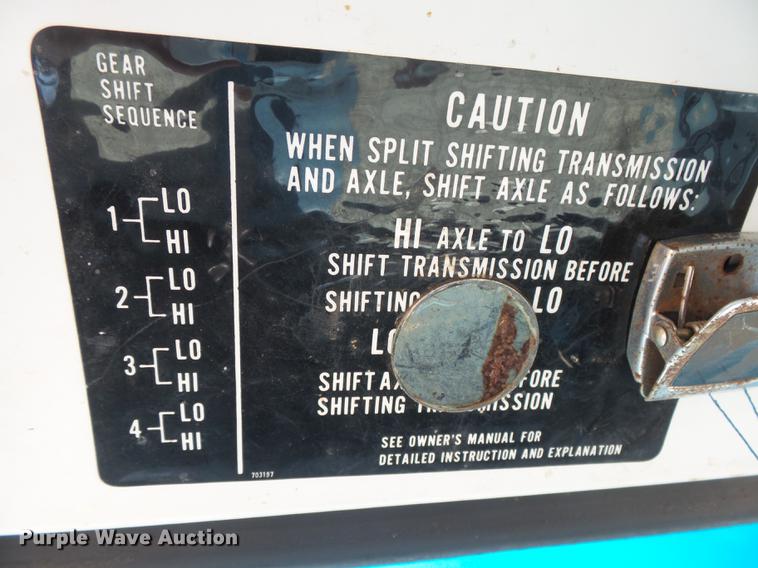 GEAR
SHIFT
SEQUENCE
1 LO
HI
2 LO
HI
3 LO
HI
4 LO
HI
CAUTION
WHEN SPLIT SHIFTING TRANSMISSION
AND AXLE, SHIFT AXLE AS FOLLOWS:
HI AXLE TO LO
SHIFT TRANSMISSION BEFORE
SHIFTING LO
SHIFT
SHIFTING
SEE OWNER'S MANUAL FOR
DETAILED INSTRUCTION AND EXPLANATION
703197
Purple Wave Auction